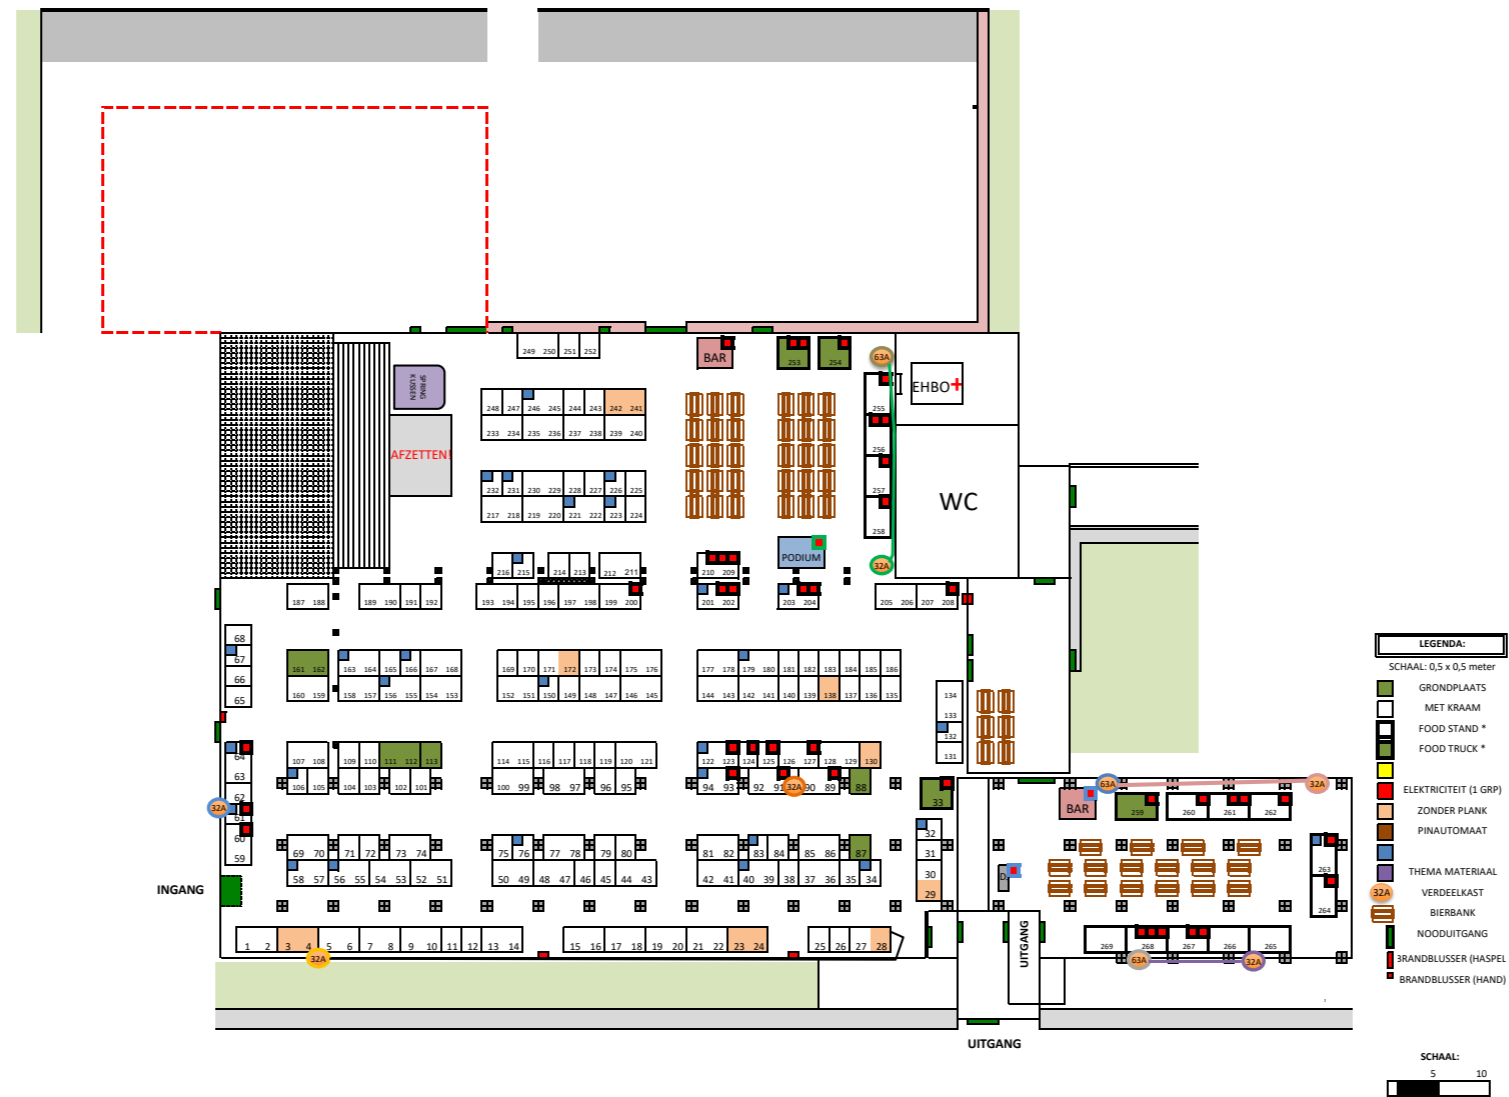 249 250 251 252
BAR
253
254
63A
SPRING
KUSSEN
EHBO
255
248 247 246 245 244 243 242 241
233 234 235 236 237 238 239 240
256
AFZETTEN!
257
232 231 230 229 228 227 226 225
217 218 219 220 221 222 223 224
WC
258
PODIUM
32A
216 215 214 213 212 211 210 209
187 188 189 190 191 192 193 194 195 196 197 198 199 200 201 202 203 204 205 206 207 208
68
67
66
65
161 162 163 164 165 166 167 168 169 170 171 172 173 174 175 176 177 178 179 180 181 182 183 184 185 186
160 159 158 157 156 155 154 153 152 151 150 149 148 147 146 145 144 143 142 141 140 139 138 137 136 135
134
133
132
131
64
63
62
61
60
59
32A
107 108 109 110 111 112 113 114 115 116 117 118 119 120 121 122 123 124 125 126 127 128 129 130
106 105 104 103 102 101 100 99 98 97 96 95 94 93 92 91 90 89 88
32A
33
63A
32A
BAR
259 260 261 262
69 70 71 72 73 74 75 76 77 78 79 80 81 82 83 84 85 86 87
58 57 56 55 54 53 52 51 50 49 48 47 46 45 44 43 42 41 40 39 38 37 36 35 34
32
31
30
29
263
264
INGANG
1 2 3 4 5 6 7 8 9 10 11 12 13 14 15 16 17 18 19 20 21 22 23 24 25 26 27 28
32A
UITGANG
269 268 267 266 265
63A
32A
UITGANG
LEGENDA:
SCHAAL: 0,5 x 0,5 meter
GRONDPLAATS
MET KRAAM
FOOD STAND *
FOOD TRUCK *
ELEKTRICITEIT (1 GRP)
ZONDER PLANK
PINAUTOMAAT
THEMA MATERIAAL
32A VERDEELKAST
BIERBANK
NOODUITGANG
BRANDBLUSSER (HASPEL
BRANDBLUSSER (HAND)
SCHAAL:
5 10